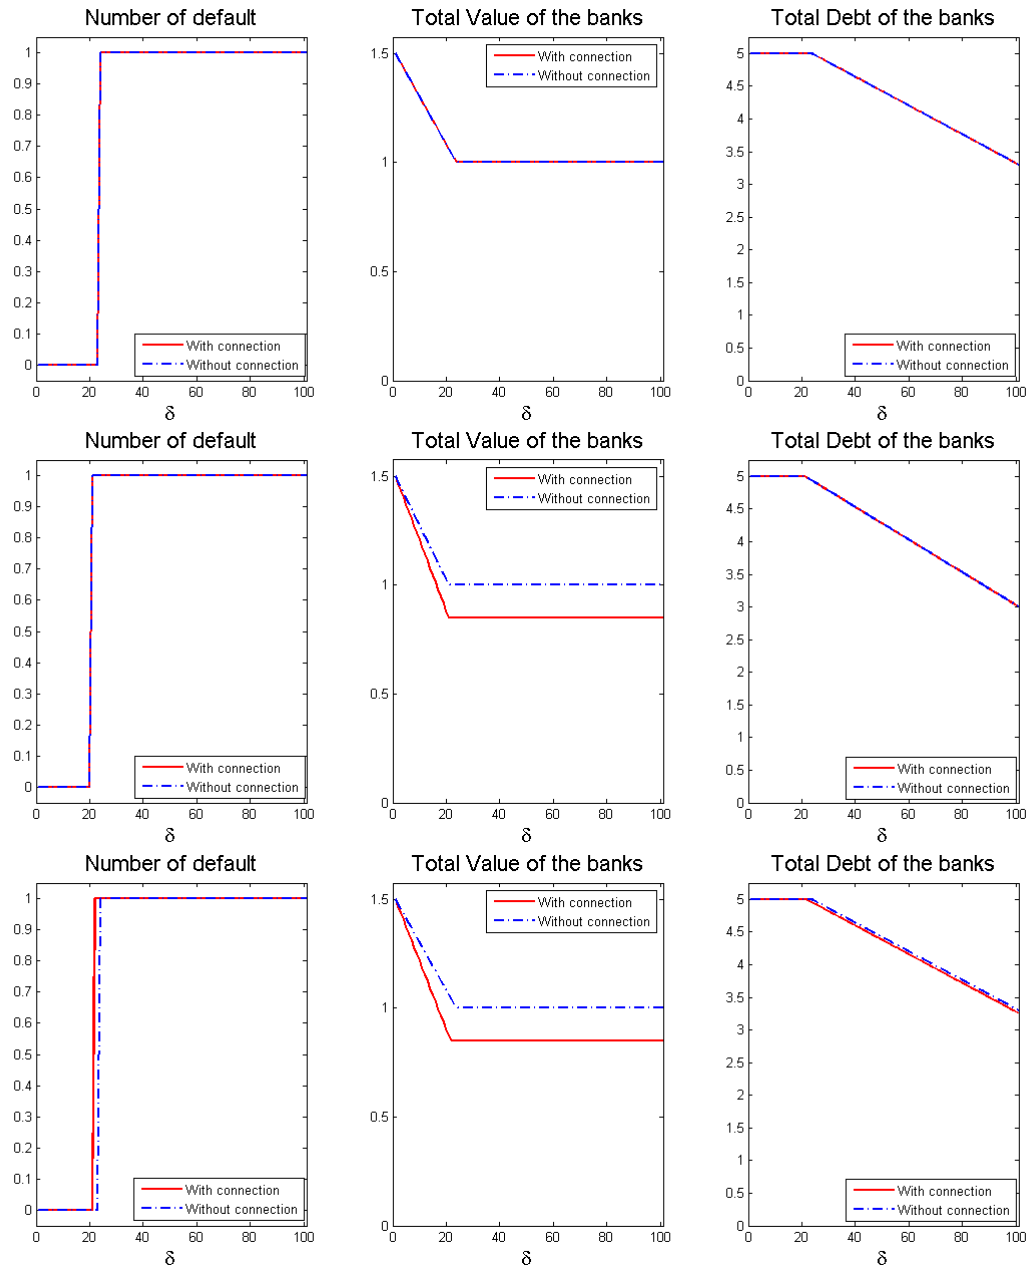 Number of default
1
0.9
0.8
0.7
0.6
0.5
0.4
0.3
0.2
0.1
0
With connection
Without connection
0 20 40 60 80 100
δ
Total Value of the banks
1.5
1
0.5
0
With connection
Without connection
0 20 40 60 80 100
δ
Total Debt of the banks
5
4.5
4
3.5
3
5
2.5
2
1.5
1
0.5
0
With connection
Without connection
0 20 40 60 80 100
δ
Number of default
1
0.9
0.8
0.7
0.6
0.5
0.4
0.3
0.2
0.1
0
With connection
Without connection
0 20 40 60 80 100
δ
Total Value of the banks
1.5
1
0.5
0
With connection
Without connection
0 20 40 60 80 100
δ
Total Debt of the banks
5
4.5
4
3.5
3
2.5
2
1.5
1
0.5
0
With connection
Without connection
0 20 40 60 80 100
δ
Number of default
1
0.9
0.8
0.7
0.6
0.5
0.4
0.3
0.2
0.1
0
With connection
Without connection
0 20 40 60 80 100
δ
Total Value of the banks
1.5
1
0.5
0
With connection
Without connection
0 20 40 60 80 100
δ
Total Debt of the banks
5
4.5
4
3.5
3
2.5
2
1.5
1
0.5
0
With connection
Without connection
0 20 40 60 80 100
δ